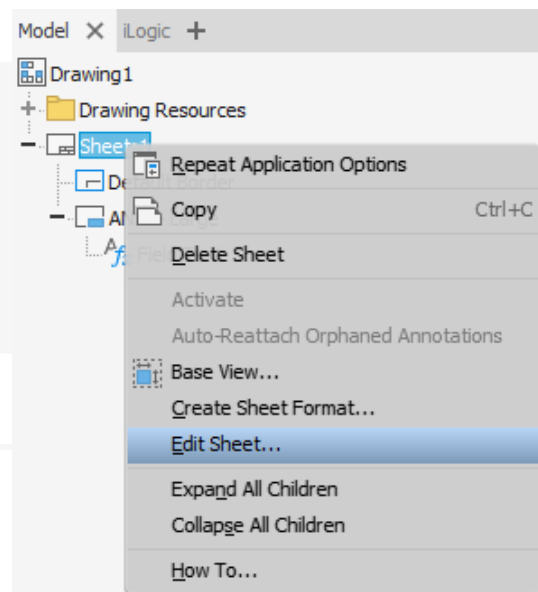 Model iLogic
Drawing1
Drawing Resources
Sheet:1
Repeat Application Options
Default Border
Copy Ctrl+C
Delete Sheet
Activate
Auto-Reattach Orphaned Annotations
Base View...
Create Sheet Format...
Edit Sheet...
Expand All Children
Collapse All Children
How To...